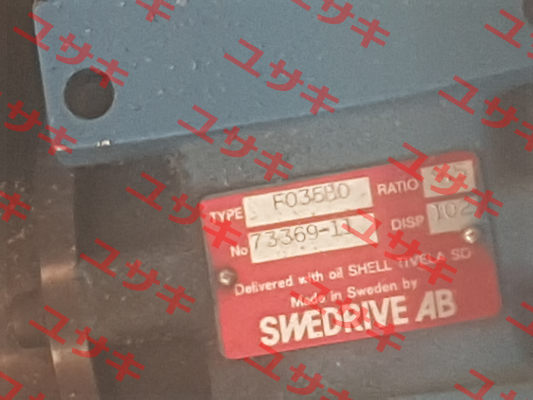 TYPE F035B0 RATIO
No 73369-11 DISP 102
Delivered with oil SHELL TIVELA SD
Made in Sweden by
SWEDRIVE AB
ユサキ